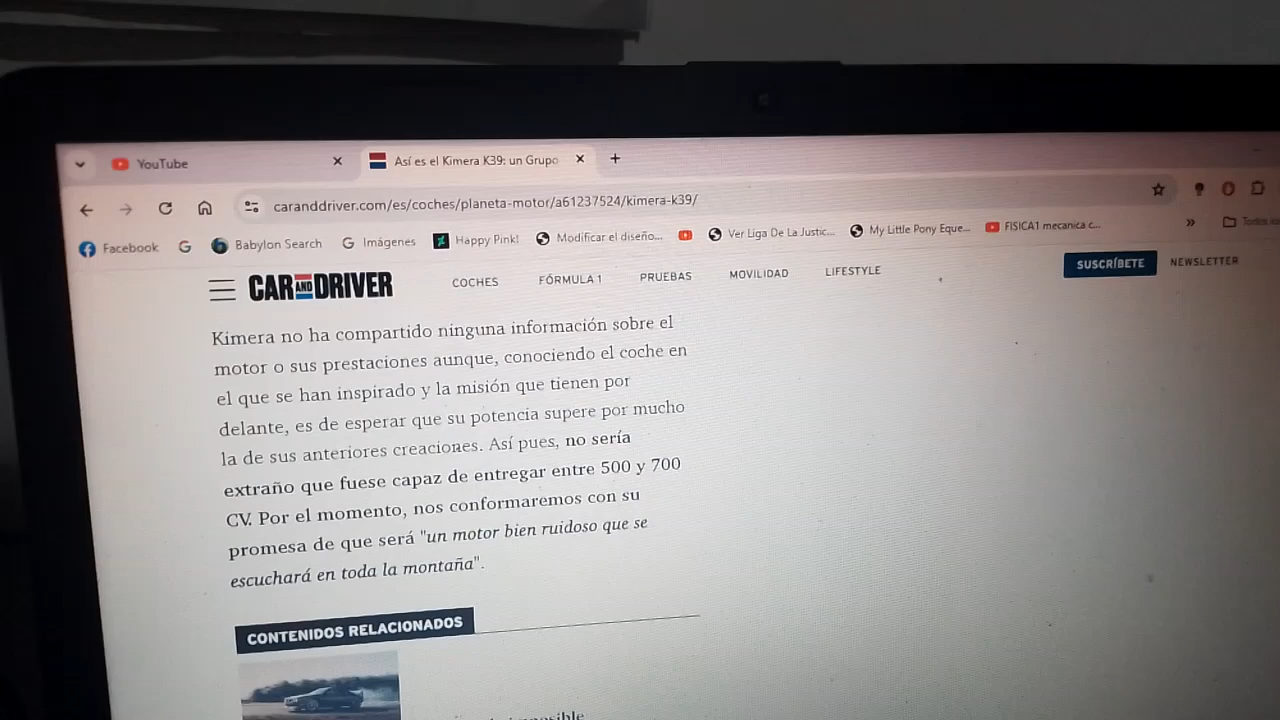 YouTube
Así es el Kimera K39: un Grupo
caranddriver.com/es/coches/planeta-motor/a61237524/kimera-k39/
Facebook G Babylon Search G Imágenes Happy Pink! Modificar el diseño... Ver Liga De La Justic... My Little Pony Eque... FISICA1 mecanica c... » Todos
CAR AND DRIVER COCHES FÓRMULA 1 PRUEBAS MOVILIDAD LIFESTYLE SUSCRÍBETE NEWSLETTER
Kimera no ha compartido ninguna información sobre el
motor o sus prestaciones aunque, conociendo el coche en
el que se han inspirado y la misión que tienen por
delante, es de esperar que su potencia supere por mucho
la de sus anteriores creaciones. Así pues, no sería
extraño que fuese capaz de entregar entre 500 y 700
CV. Por el momento, nos conformaremos con su
promesa de que será "un motor bien ruidoso que se
escuchará en toda la montaña".
CONTENIDOS RELACIONADOS